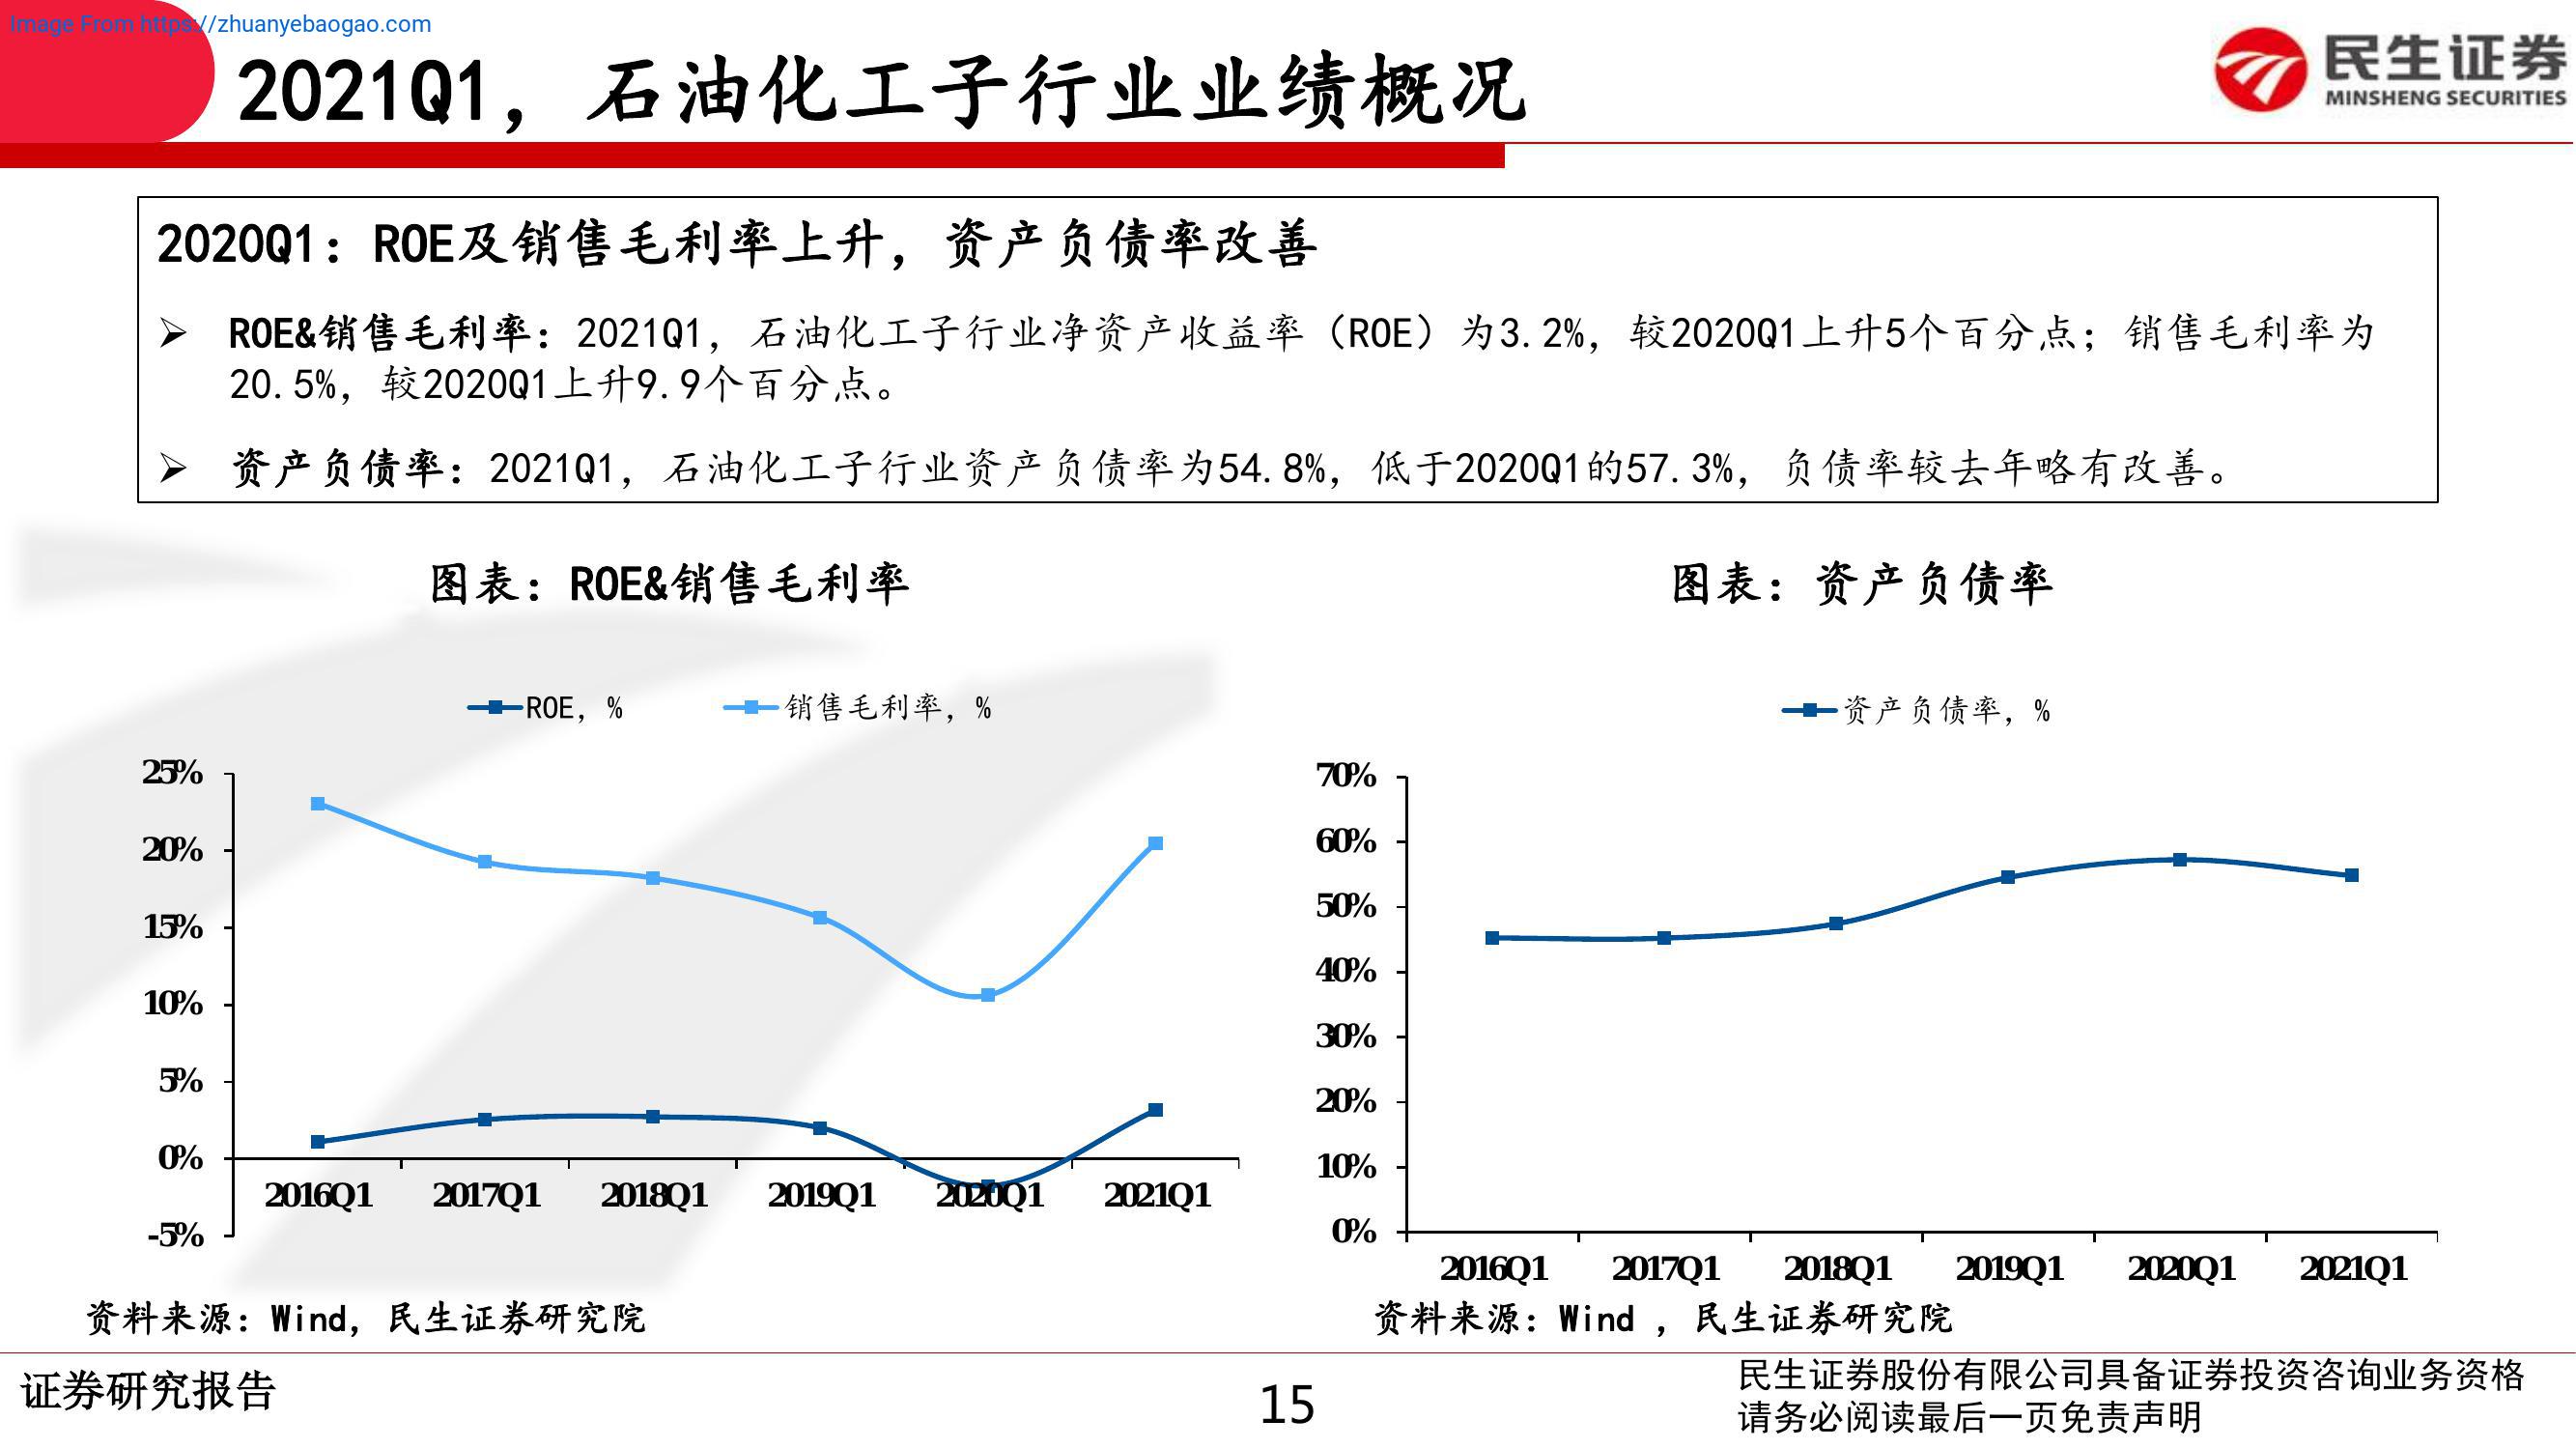 Image From https://zhuanyebaogao.com
2021Q1，石油化工子行业业绩概况
民生证券
MINSHENG SECURITIES
2020Q1：ROE及销售毛利率上升，资产负债率改善
➢ ROE&销售毛利率：2021Q1，石油化工子行业净资产收益率（ROE）为3.2%，较2020Q1上升5个百分点；销售毛利率为
20.5%，较2020Q1上升9.9个百分点。
➢ 资产负债率：2021Q1，石油化工子行业资产负债率为54.8%，低于2020Q1的57.3%，负债率较去年略有改善。
图表：ROE&销售毛利率
ROE，% 销售毛利率，%
25%
20%
15%
10%
5%
0%
2016Q1 2017Q1 2018Q1 2019Q1 2020Q1 2021Q1
-5%
资料来源：Wind，民生证券研究院
图表：资产负债率
资产负债率，%
70%
60%
50%
40%
30%
20%
10%
0%
2016Q1 2017Q1 2018Q1 2019Q1 2020Q1 2021Q1
资料来源：Wind ，民生证券研究院
证券研究报告
15
民生证券股份有限公司具备证券投资咨询业务资格
请务必阅读最后一页免责声明